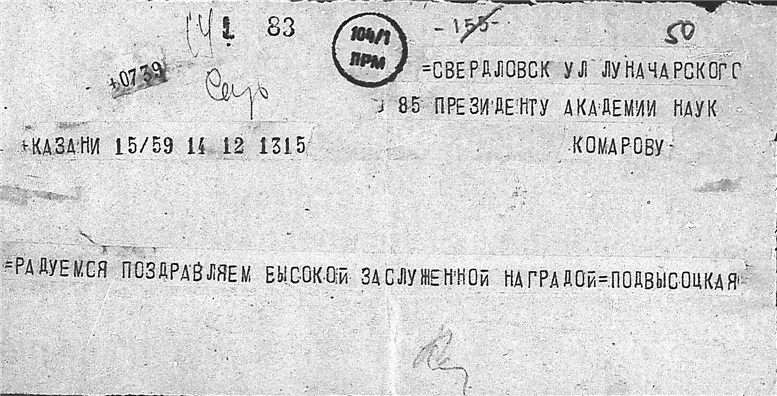 83
-155-
50
104/1
ПРМ
+0739
=СВЕРДЛОВСК УЛ ЛУНАЧАРСКОГО
85 ПРЕЗИДЕНТУ АКАДЕМИИ НАУК
+КАЗАНИ 15/59 14 12 1315
КОМАРОВУ-
=РАДУЕМСЯ ПОЗДРАВЛЯЕМ ВЫСОКОЙ ЗАСЛУЖЕННОЙ НАГРАДОЙ=ПОДВЫСОЦКАЯ